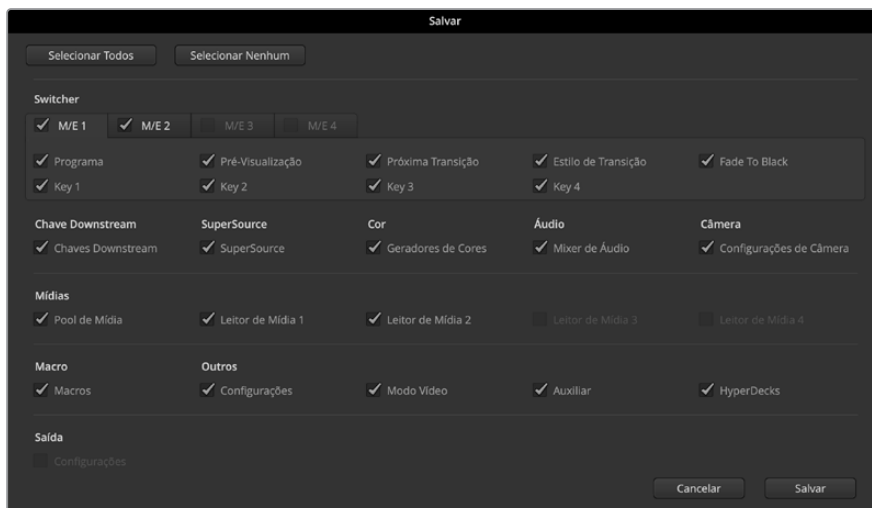 Salvar
Selecionar Todos Selecionar Nenhum
Switcher
M/E 1 M/E 2 M/E 3 M/E 4
Programa Pré-Visualização Próxima Transição Estilo de Transição Fade To Black
Key 1 Key 2 Key 3 Key 4
Chave Downstream SuperSource Cor Áudio Câmera
Chaves Downstream SuperSource Geradores de Cores Mixer de Áudio Configurações de Câmera
Mídias
Pool de Mídia Leitor de Mídia 1 Leitor de Mídia 2 Leitor de Mídia 3 Leitor de Mídia 4
Macro Outros
Macros Configurações Modo Vídeo Auxiliar HyperDecks
Saída
Configurações
Cancelar Salvar